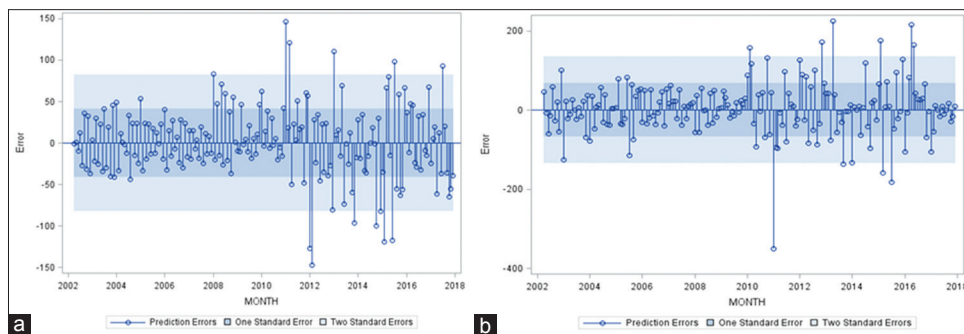 150
100
50
0
-50
-100
-150
Error
2002 2004 2006 2008 2010 2012 2014 2016 2018
MONTH
Prediction Errors One Standard Error Two Standard Errors
a
200
0
-200
-400
Error
2002 2004 2006 2008 2010 2012 2014 2016 2018
MONTH
Prediction Errors One Standard Error Two Standard Errors
b